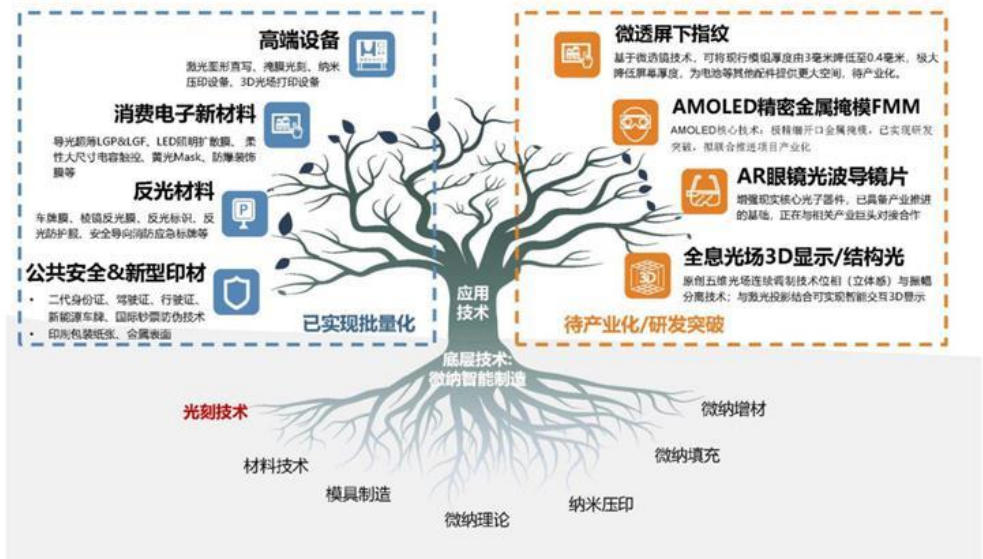 高端设备
激光图形直写、掩膜光刻、纳米
压印设备、3D光场打印设备
消费电子新材料
导光超薄LGP&LGF、LED照明扩散膜、柔
性大尺寸电容触控、黄光Mask、防爆装饰
膜等
反光材料
车牌膜、棱镜反光膜、反光标识、反
光防护服、安全导向消防应急标牌等
P
公共安全&新型印材
• 二代身份证、驾驶证、行驶证、
新能源车牌、国际钞票防伪技术
• 印刷包装纸张、金属表面
已实现批量化
微透屏下指纹
基于微透镜技术，可将现行模组厚度由3毫米降低至0.4毫米，极大
降低屏幕厚度，为电池等其他配件提供更大空间，待产业化。
AMOLED精密金属掩模FMM
AMOLED核心技术：极精细开口金属掩模，已实现研发
突破，拟联合推进项目产业化
AR眼镜光波导镜片
增强现实核心光子器件，已具备产业推进
的基础，正在与相关产业巨头对接合作
全息光场3D显示/结构光
3D
原创五维光场连续调制技术位相（立体感）与振幅
分离技术；与激光投影结合可实现智能交互3D显示
待产业化/研发突破
应用
技术
底层技术:
微纳智能制造
光刻技术
材料技术
模具制造
微纳理论
纳米压印
微纳填充
微纳增材